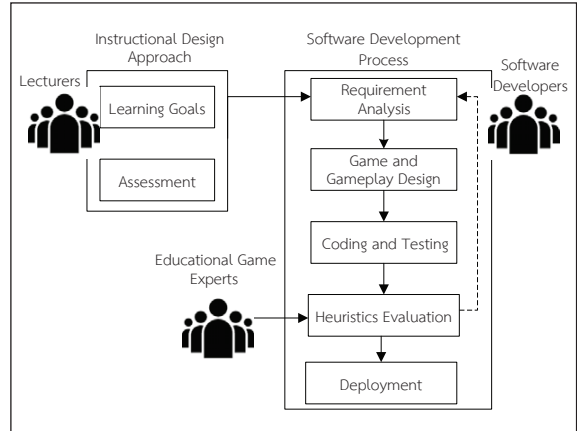 Instructional Design
Approach
Software Development
Process
Lecturers
Software
Developers
Learning Goals
Assessment
Requirement
Analysis
Game and
Gameplay Design
Coding and Testing
Educational Game
Experts
Heuristics Evaluation
Deployment